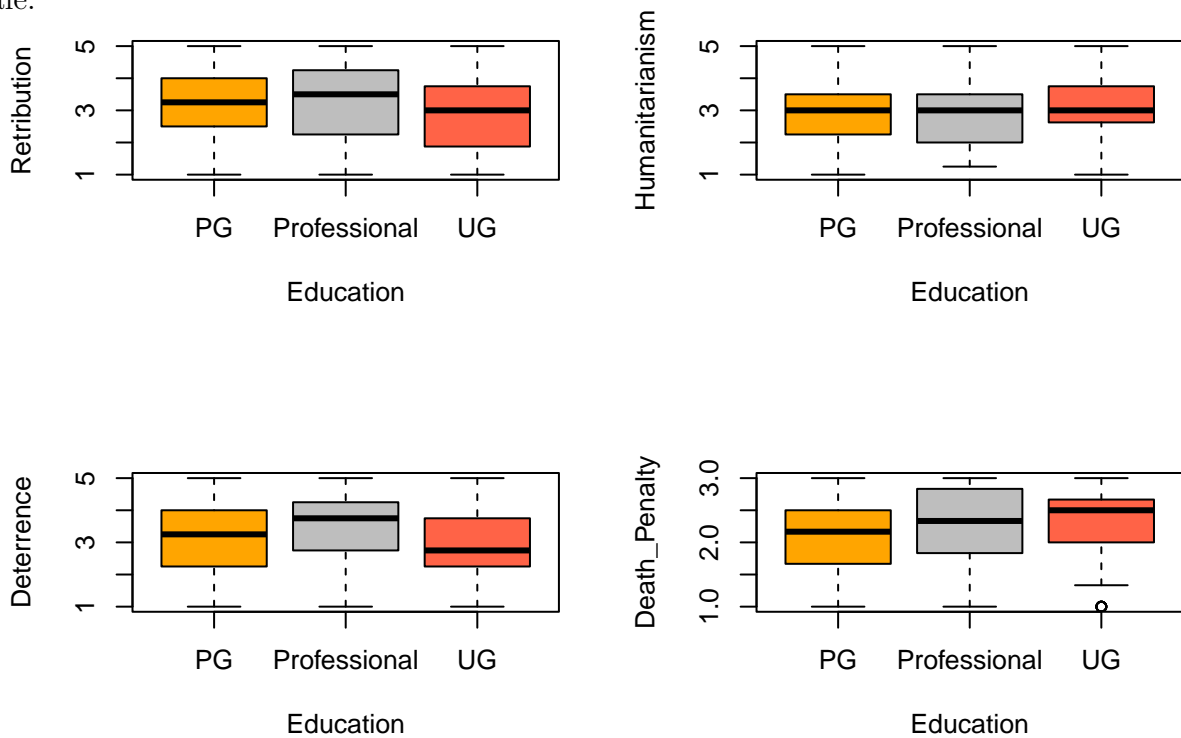 Retribution
1
3
5
PG Professional UG
Education
Humanitarianism
1
3
5
PG Professional UG
Education
Deterrence
1
3
5
PG Professional UG
Education
Death_Penalty
1.0
2.0
3.0
PG Professional UG
Education